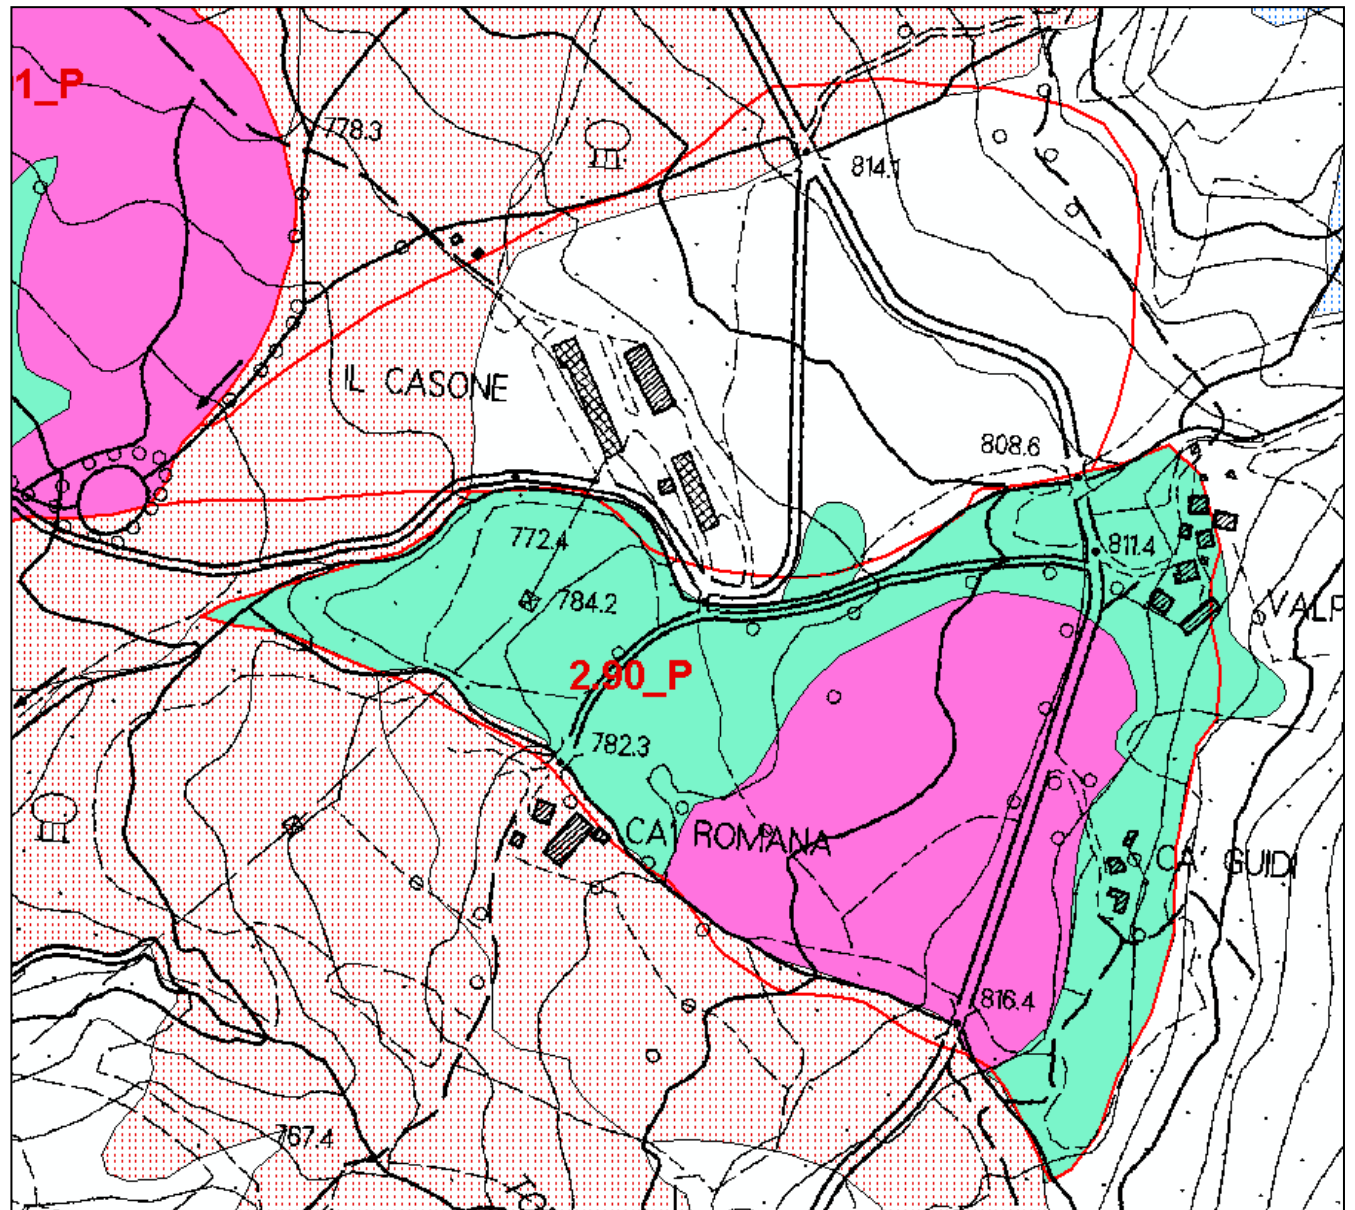 1_P
778.3
814.1
IL CASONE
808.6
772.4
811.4
784.2
VALP
2.90_P
782.3
CA' ROMANA
CA' GUIDI
816.4
767.4